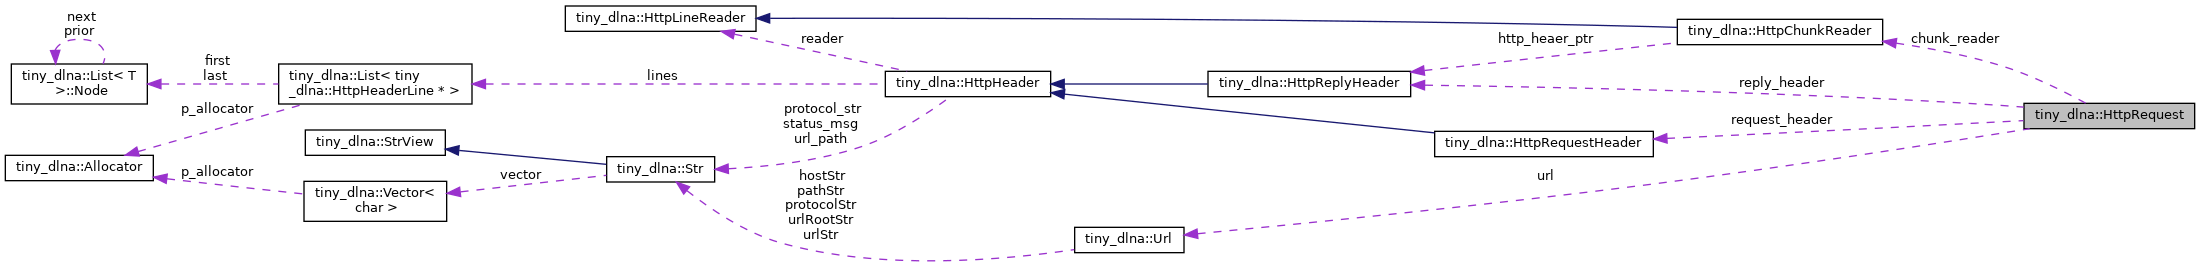 next
prior
tiny_dlna::List< T
>::Node
first
last
tiny_dlna::List< tiny
_dlna::HttpHeaderLine * >
p_allocator
tiny_dlna::Allocator
p_allocator
tiny_dlna::StrView
tiny_dlna::Vector<
char >
vector
tiny_dlna::HttpLineReader
reader
lines
tiny_dlna::Str
protocol_str
status_msg
url_path
hostStr
pathStr
protocolStr
urlRootStr
urlStr
tiny_dlna::HttpHeader
tiny_dlna::Url
tiny_dlna::HttpReplyHeader
tiny_dlna::HttpRequestHeader
http_heaer_ptr
tiny_dlna::HttpChunkReader
chunk_reader
reply_header
request_header
url
tiny_dlna::HttpRequest